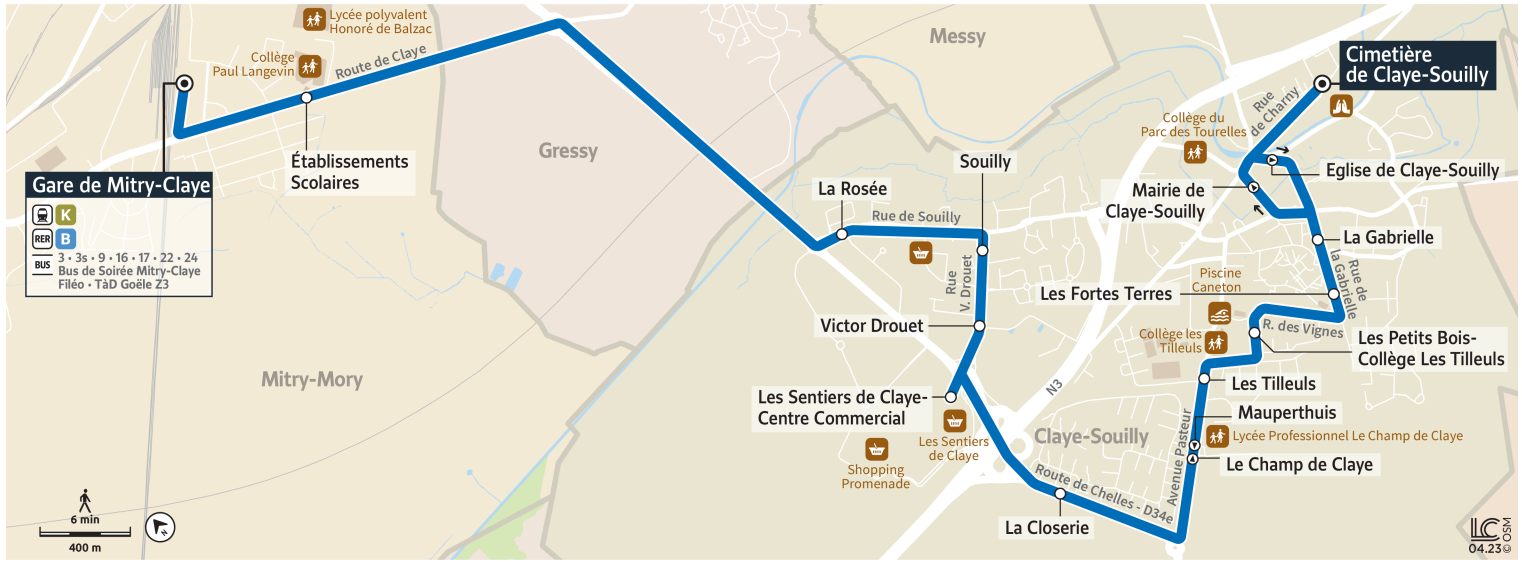 Lycée polyvalent
Honoré de Balzac
Collège
Paul Langevin
Route de Claye
Messy
Cimetière
de Claye-Souilly
Rue
de Charny
Collège du
Parc des Tourelles
Gressy
Établissements
Scolaires
Souilly
Eglise de Claye-Souilly
Gare de Mitry-Claye
La Rosée
Mairie de
Claye-Souilly
K
Rue de Souilly
RER
B
La Gabrielle
BUS
3 • 3s • 9 • 16 • 17 • 22 • 24
Bus de Soirée Mitry-Claye
Filéo • TàD Goële Z3
Rue
V. Drouet
Piscine
Caneton
Rue de
la Gabrielle
Les Fortes Terres
Victor Drouet
Collège les
Tilleuls
R. des Vignes
Les Petits Bois-
Collège Les Tilleuls
Mitry-Mory
N3
Les Tilleuls
Les Sentiers de Claye-
Centre Commercial
Mauperthuis
Claye-Souilly
Lycée Professionnel Le Champ de Claye
Les Sentiers
de Claye
Avenue Pasteur
Shopping
Promenade
Le Champ de Claye
Route de Chelles - D34e
La Closerie
6 min
400 m
N
LC
04.23 © OSM